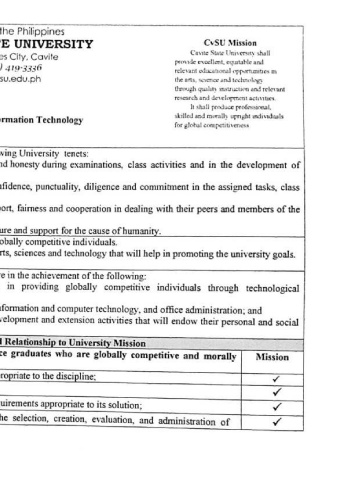 the Philippines
TE UNIVERSITY
es City, Cavite
) 419-3336
su.edu.ph
rmation Technology
CvSU Mission
Cavite State University shall
provide excellent, equitable and
relevant educational opportunities in
the arts, science and technology
through quality instruction and relevant
research and development activities.
It shall produce professional,
skilled and morally upright individuals
for global competitiveness
wing University tenets:
nd honesty during examinations, class activities and in the development of
nfidence, punctuality, diligence and commitment in the assigned tasks, class
ort, fairness and cooperation in dealing with their peers and members of the
ure and support for the cause of humanity.
obally competitive individuals.
rts, sciences and technology that will help in promoting the university goals.
e in the achievement of the following:
in providing globally competitive individuals through technological
nformation and computer technology, and office administration; and
velopment and extension activities that will endow their personal and social
l Relationship to University Mission
ce graduates who are globally competitive and morally Mission
ropriate to the discipline; ✓
✓
uirements appropriate to its solution; ✓
he selection, creation, evaluation, and administration of ✓